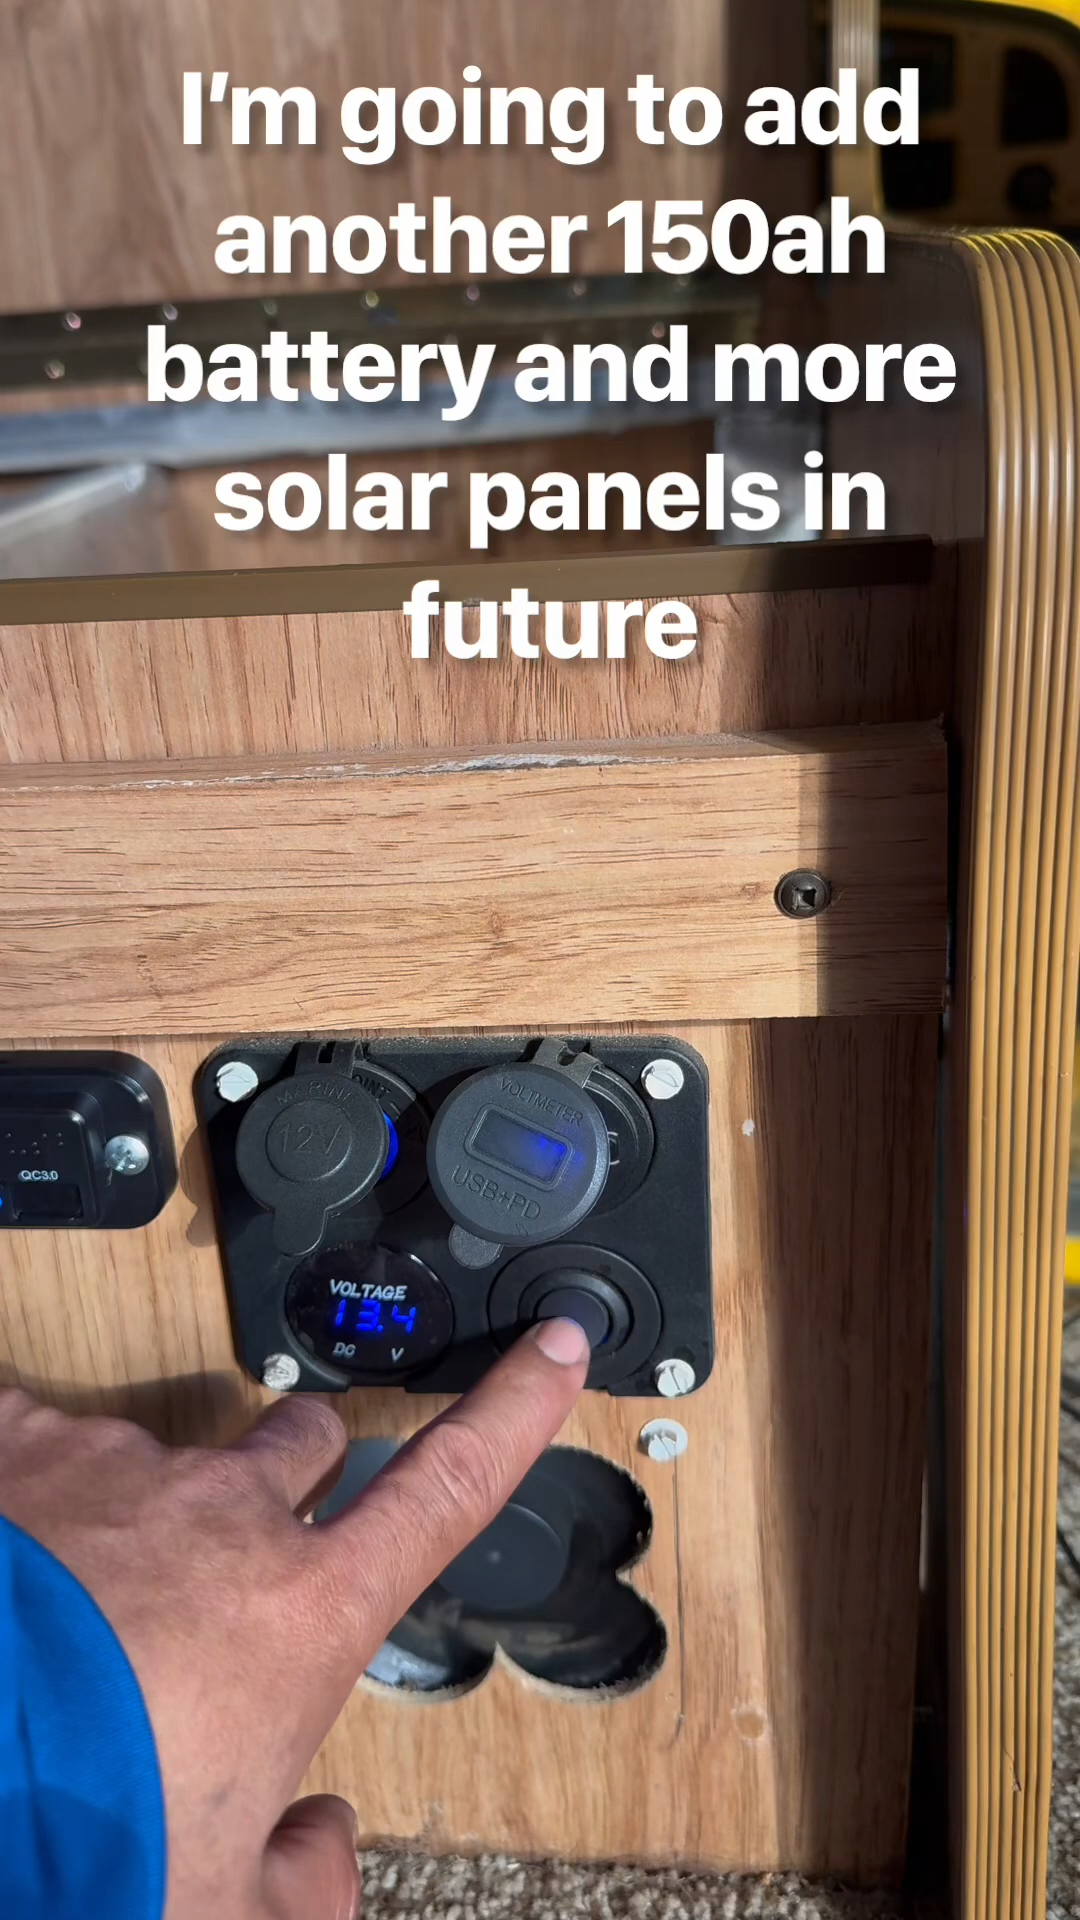 I'm going to add
another 150ah
battery and more
solar panels in
future
12V
VOLTMETER
USB+PD
QC3.0
VOLTAGE
13.4
DC V